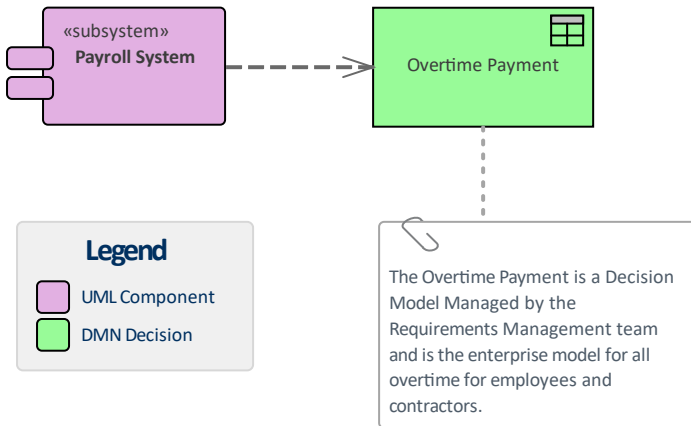 «subsystem»
Payroll System
Overtime Payment
Legend
UML Component
DMN Decision
The Overtime Payment is a Decision
Model Managed by the
Requirements Management team
and is the enterprise model for all
overtime for employees and
contractors.